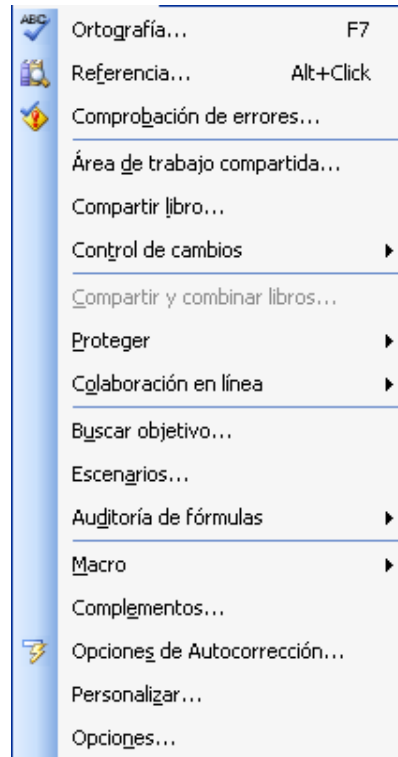 ABC
Ortografía... F7
Referencia... Alt+Click
Comprobación de errores...
Área de trabajo compartida...
Compartir libro...
Control de cambios
Compartir y combinar libros...
Proteger
Colaboración en línea
Buscar objetivo...
Escenarios...
Auditoría de fórmulas
Macro
Complementos...
Opciones de Autocorrección...
Personalizar...
Opciones...